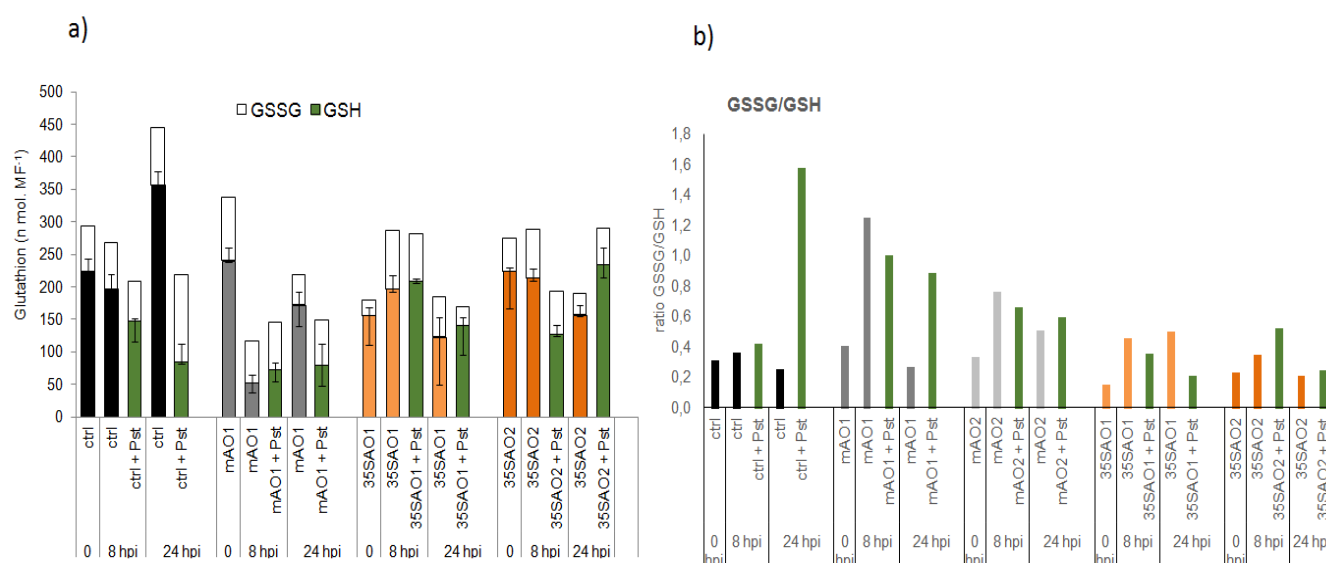 a)
500
450
400
350
300
250
200
150
100
50
0
Glutathion (n mol. MF-1)
GSSG GSH
ctrl
ctrl
ctrl + Pst
ctrl
ctrl + Pst
mAO1
mAO1
mAO1 + Pst
mAO1
mAO1 + Pst
35SAO1
35SAO1
35SAO1 + Pst
35SAO1
35SAO1 + Pst
35SAO2
35SAO2
35SAO2 + Pst
35SAO2
35SAO2 + Pst
0 8 hpi 24 hpi 0 8 hpi 24 hpi 0 8 hpi 24 hpi 0 8 hpi 24 hpi
b)
GSSG/GSH
1,8
1,6
1,4
1,2
1,0
0,8
0,6
0,4
0,2
0,0
ratio GSSG/GSH
ctrl
ctrl
ctrl + Pst
ctrl
ctrl + Pst
mAO1
mAO1
mAO1 + Pst
mAO1
mAO1 + Pst
mAO2
mAO2
mAO2 + Pst
mAO2
mAO2 + Pst
35SAO1
35SAO1
35SAO1 + Pst
35SAO1
35SAO1 + Pst
35SAO2
35SAO2
35SAO2 + Pst
35SAO2
35SAO2 + Pst
0 hpi 8 hpi 24 hpi 0 hpi 8 hpi 24 hpi 0 hpi 8 hpi 24 hpi 0 hpi 8 hpi 24 hpi 0 hpi 8 hpi 24 hpi